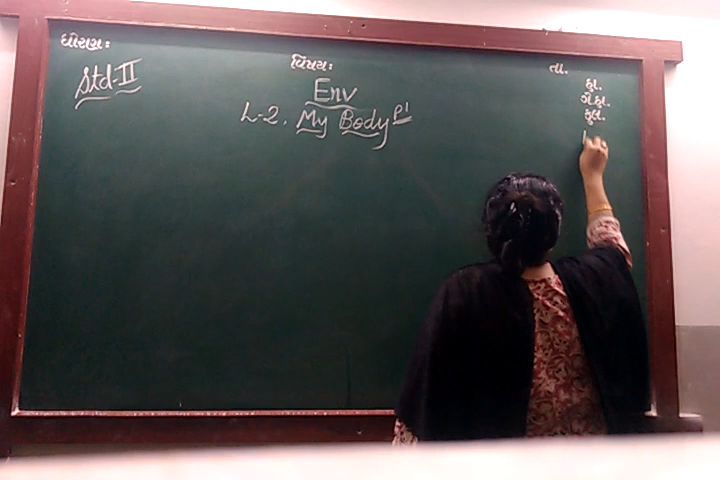 ધોરણ:
Std-II
વિષય:
Env
L-2. My Body P1
તા.
હા.
ગે.હા.
કુલ.